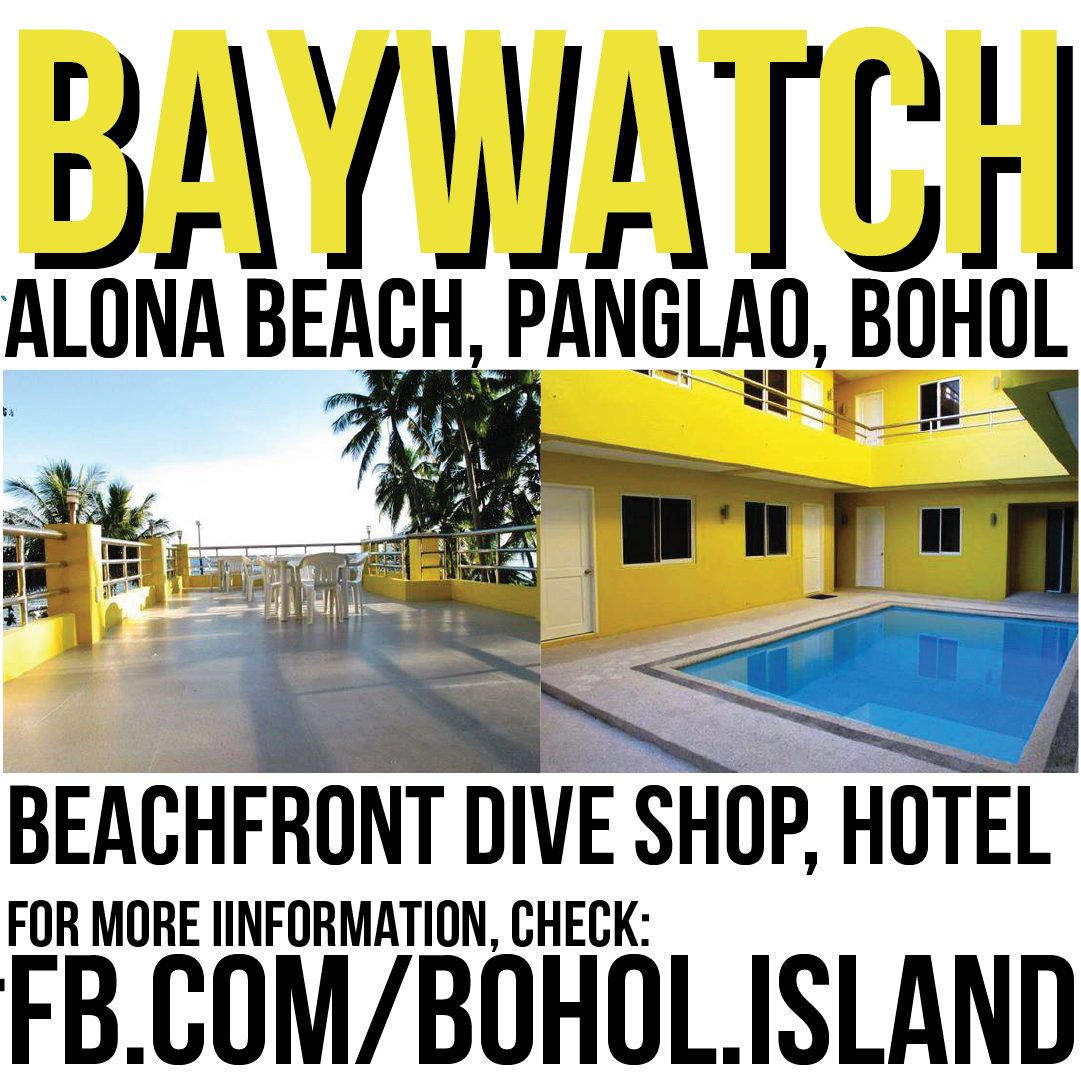 BAYWATCH
ALONA BEACH, PANGLAO, BOHOL
BEACHFRONT DIVE SHOP, HOTEL
FOR MORE IINFORMATION, CHECK:
FB.COM/BOHOL.ISLAND